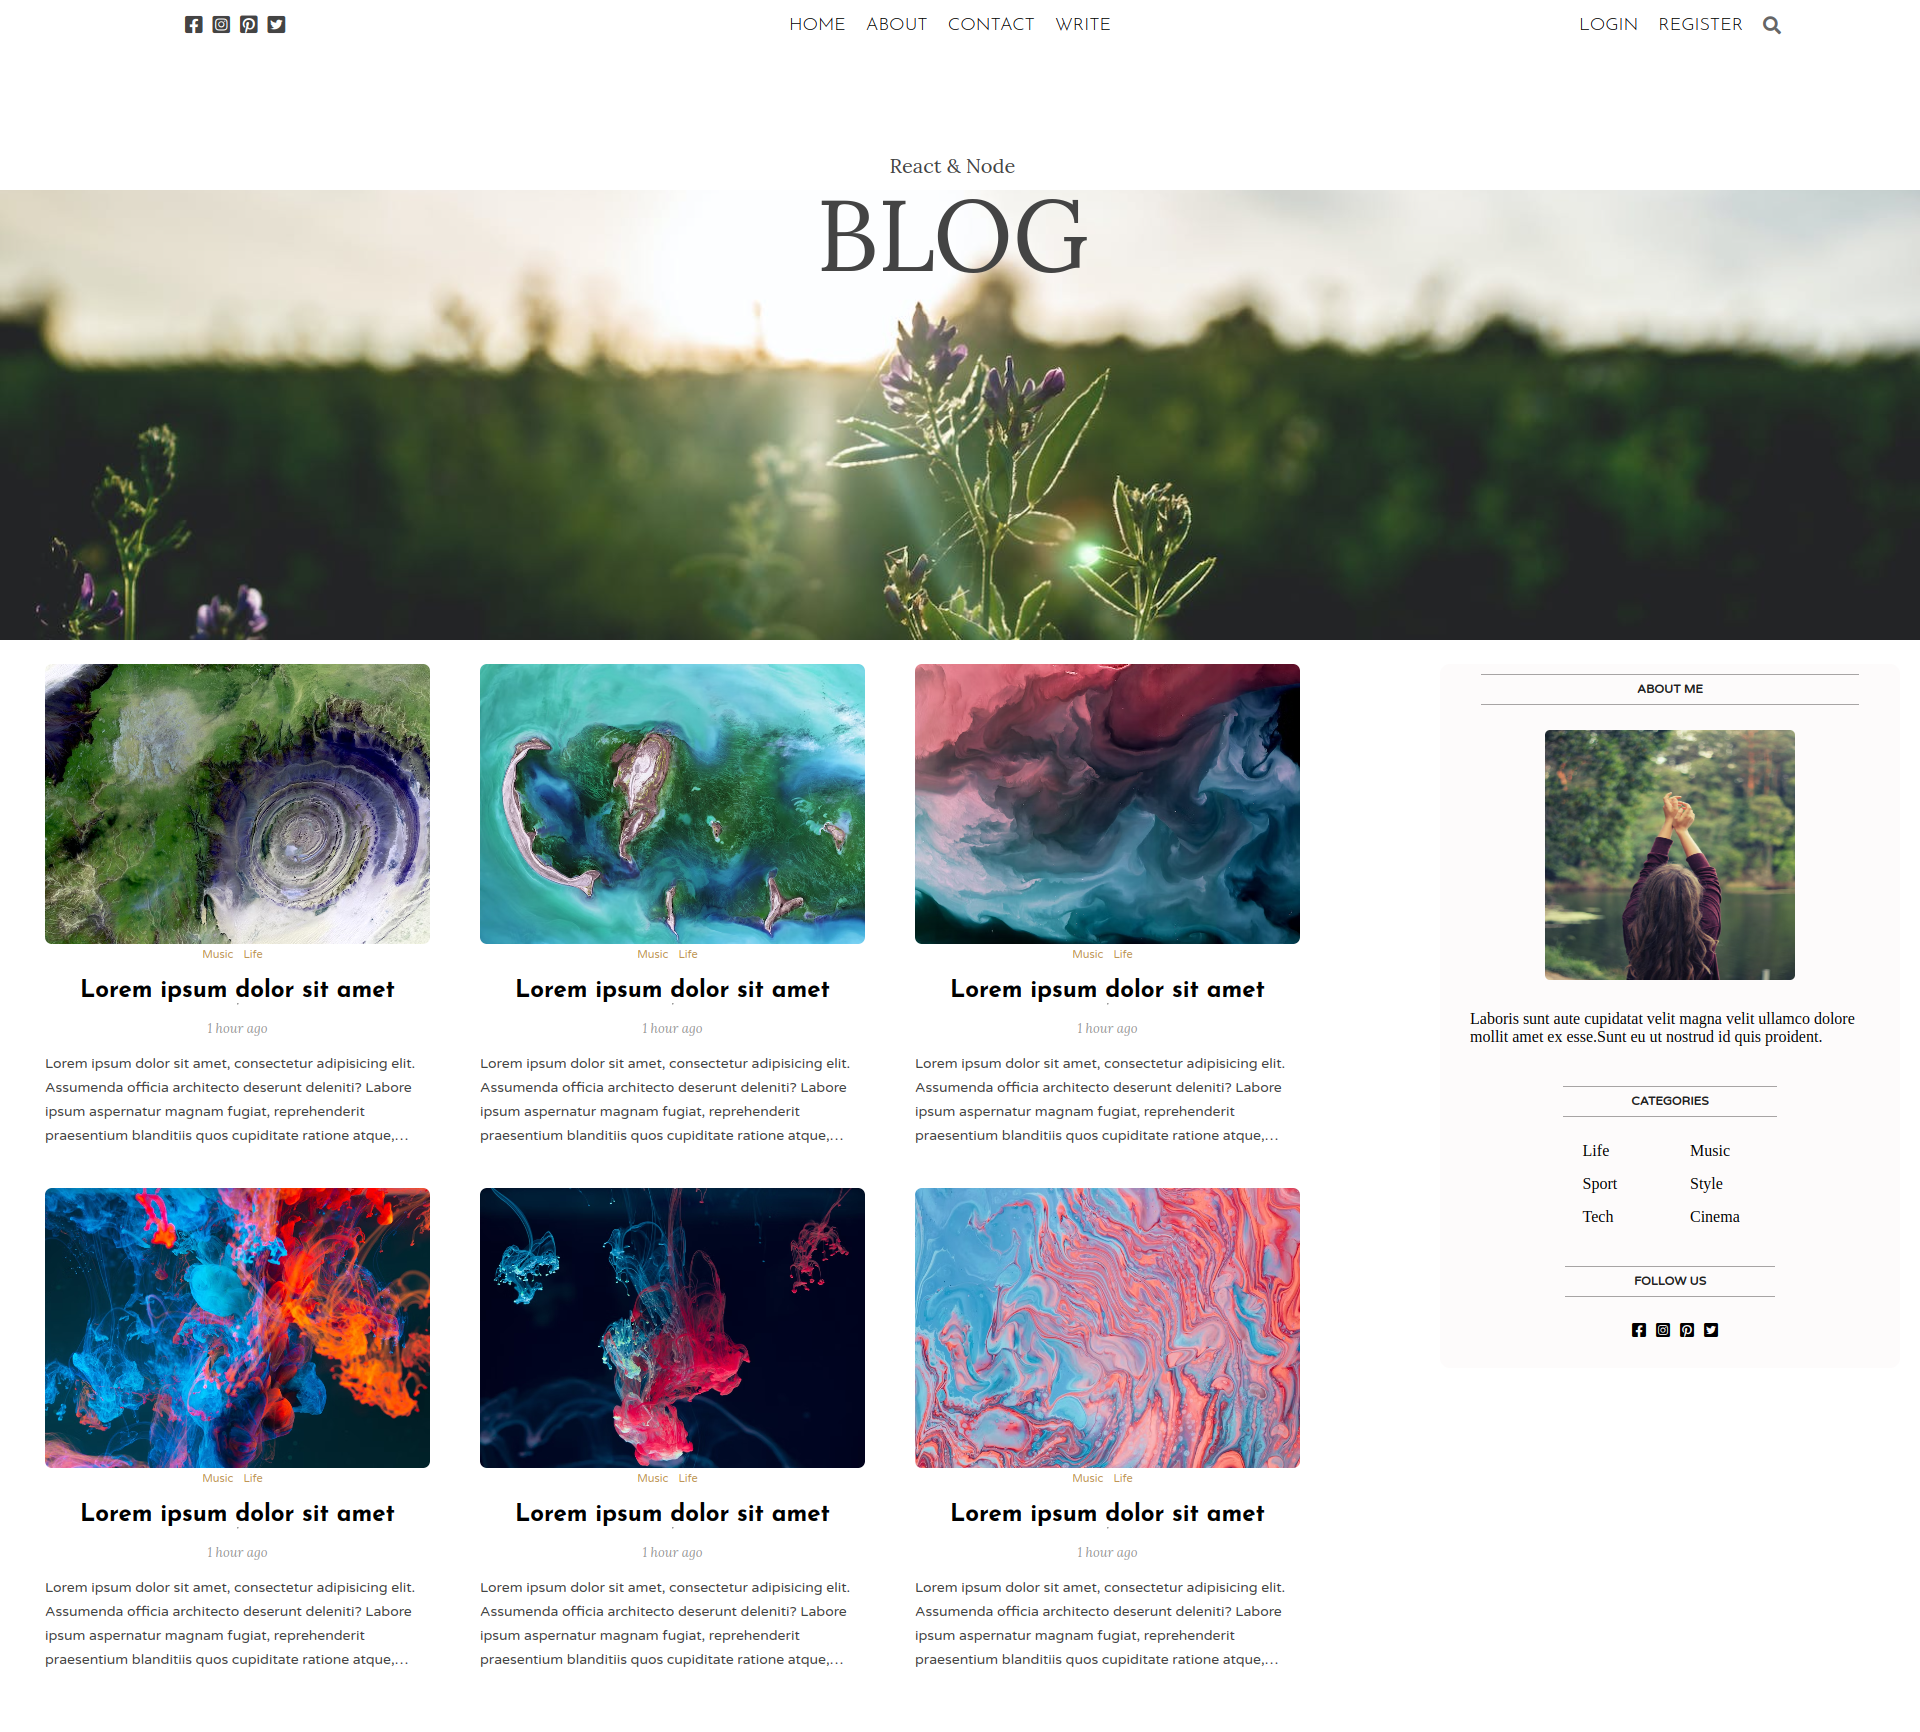 HOME ABOUT CONTACT WRITE
LOGIN REGISTER
React & Node
BLOG
Music Life
Lorem ipsum dolor sit amet
1 hour ago
Lorem ipsum dolor sit amet, consectetur adipisicing elit.
Assumenda officia architecto deserunt deleniti? Labore
ipsum aspernatur magnam fugiat, reprehenderit
praesentium blanditiis quos cupiditate ratione atque,...
Music Life
Lorem ipsum dolor sit amet
1 hour ago
Lorem ipsum dolor sit amet, consectetur adipisicing elit.
Assumenda officia architecto deserunt deleniti? Labore
ipsum aspernatur magnam fugiat, reprehenderit
praesentium blanditiis quos cupiditate ratione atque,...
Music Life
Lorem ipsum dolor sit amet
1 hour ago
Lorem ipsum dolor sit amet, consectetur adipisicing elit.
Assumenda officia architecto deserunt deleniti? Labore
ipsum aspernatur magnam fugiat, reprehenderit
praesentium blanditiis quos cupiditate ratione atque,...
Music Life
Lorem ipsum dolor sit amet
1 hour ago
Lorem ipsum dolor sit amet, consectetur adipisicing elit.
Assumenda officia architecto deserunt deleniti? Labore
ipsum aspernatur magnam fugiat, reprehenderit
praesentium blanditiis quos cupiditate ratione atque,...
Music Life
Lorem ipsum dolor sit amet
1 hour ago
Lorem ipsum dolor sit amet, consectetur adipisicing elit.
Assumenda officia architecto deserunt deleniti? Labore
ipsum aspernatur magnam fugiat, reprehenderit
praesentium blanditiis quos cupiditate ratione atque,...
Music Life
Lorem ipsum dolor sit amet
1 hour ago
Lorem ipsum dolor sit amet, consectetur adipisicing elit.
Assumenda officia architecto deserunt deleniti? Labore
ipsum aspernatur magnam fugiat, reprehenderit
praesentium blanditiis quos cupiditate ratione atque,...
ABOUT ME
Laboris sunt aute cupidatat velit magna velit ullamco dolore
mollit amet ex esse.Sunt eu ut nostrud id quis proident.
CATEGORIES
Life Music
Sport Style
Tech Cinema
FOLLOW US